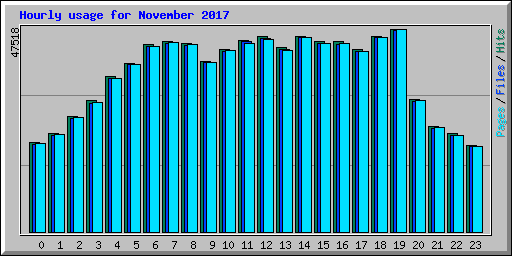 Hourly usage for November 2017
47518
Pages/Files/Hits
0 1 2 3 4 5 6 7 8 9 10 11 12 13 14 15 16 17 18 19 20 21 22 23